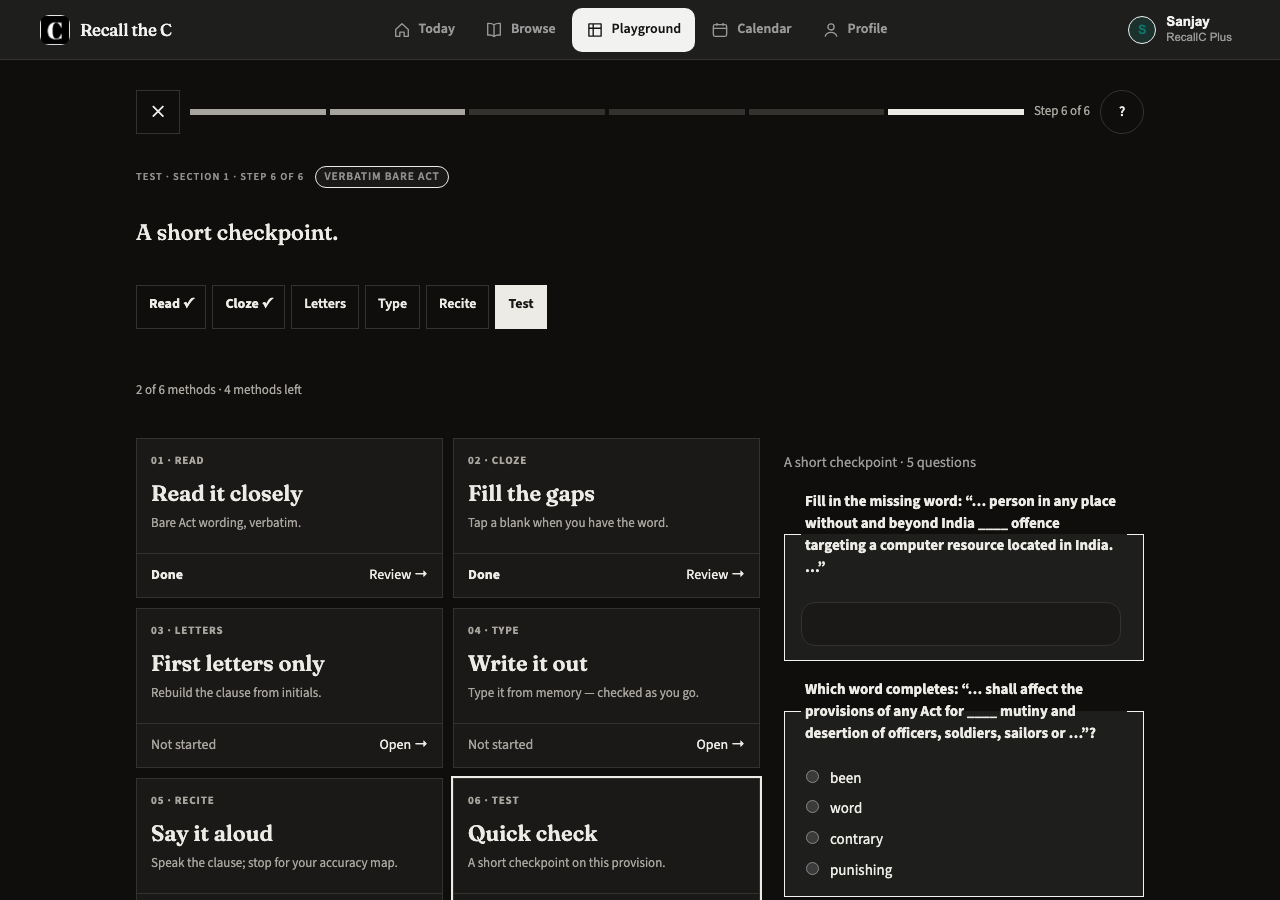 C Recall the C
Today
Browse
Playground
Calendar
Profile
S
Sanjay
RecallC Plus
Step 6 of 6
?
TEST · SECTION 1 · STEP 6 OF 6
VERBATIM BARE ACT
A short checkpoint.
Read ✓
Cloze ✓
Letters
Type
Recite
Test
2 of 6 methods · 4 methods left
01 · READ
Read it closely
Bare Act wording, verbatim.
Done
Review →
02 · CLOZE
Fill the gaps
Tap a blank when you have the word.
Done
Review →
03 · LETTERS
First letters only
Rebuild the clause from initials.
Not started
Open →
04 · TYPE
Write it out
Type it from memory — checked as you go.
Not started
Open →
05 · RECITE
Say it aloud
Speak the clause; stop for your accuracy map.
06 · TEST
Quick check
A short checkpoint on this provision.
A short checkpoint · 5 questions
Fill in the missing word: “… person in any place
without and beyond India ____ offence
targeting a computer resource located in India.
…”
Which word completes: “… shall affect the
provisions of any Act for ____ mutiny and
desertion of officers, soldiers, sailors or …”?
been
word
contrary
punishing